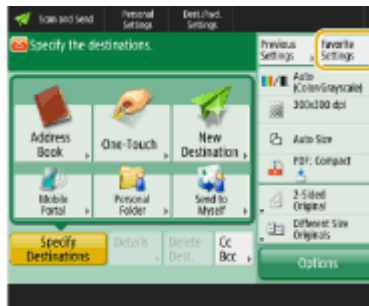 Scan and Send
Personal
Settings
Dest./Fwd.
Settings
Specify the destinations.
Previous
Settings
Favorite
Settings
Auto
(Color/Grayscale)
300x300 dpi
Address
Book
One-Touch
New
Destination
Auto Size
PDF; Compact
Mobile
Portal
Personal
Folder
Send to
Myself
2-Sided
Original
Different Size
Originals
Specify
Destinations
Details
Delete
Dest.
Cc
Bcc
Options